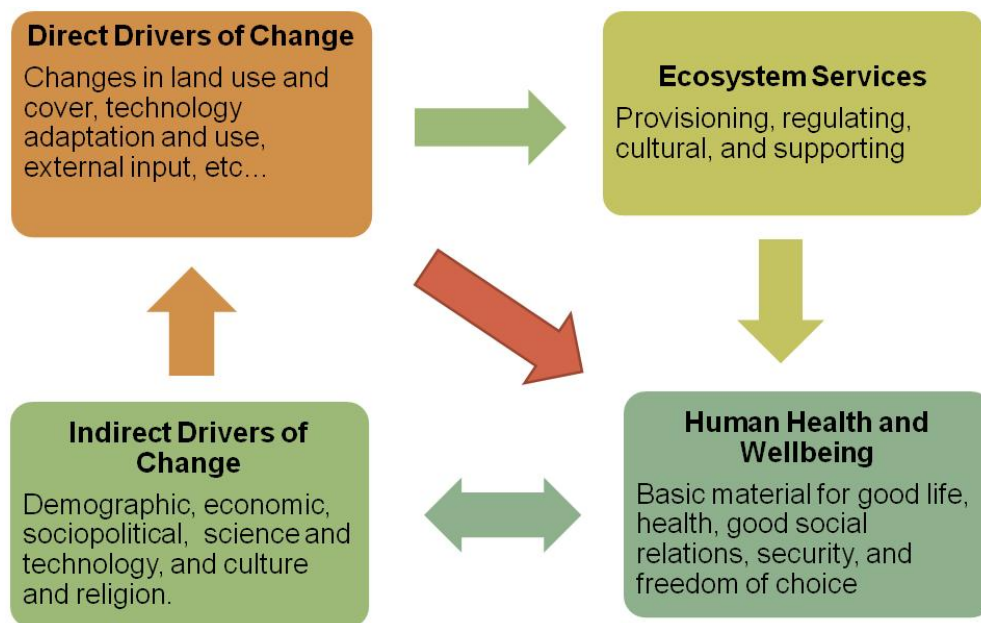 Direct Drivers of Change
Changes in land use and
cover, technology
adaptation and use,
external input, etc...
Ecosystem Services
Provisioning, regulating,
cultural, and supporting
Indirect Drivers of
Change
Demographic, economic,
sociopolitical, science and
technology, and culture
and religion.
Human Health and
Wellbeing
Basic material for good life,
health, good social
relations, security, and
freedom of choice